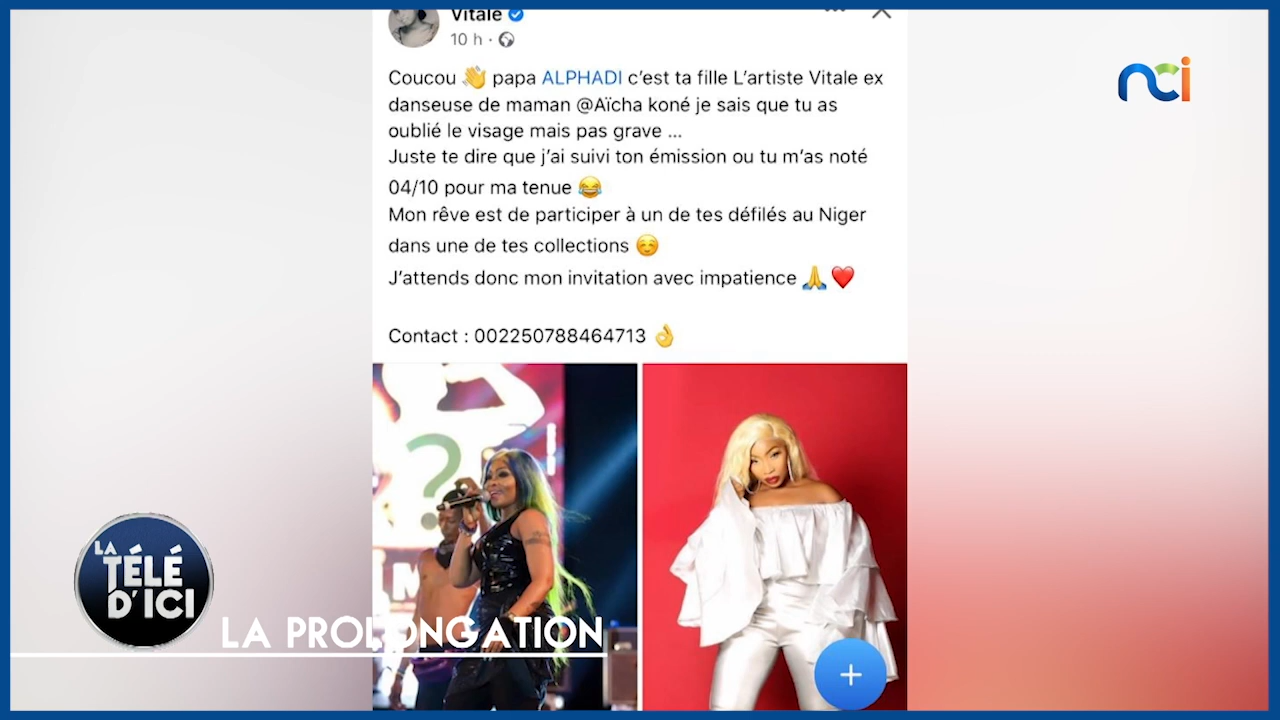 Vitale
10 h ·
nci
Coucou 👋 papa ALPHADI c’est ta fille L’artiste Vitale ex
danseuse de maman @Aïcha koné je sais que tu as
oublié le visage mais pas grave ...
Juste te dire que j’ai suivi ton émission ou tu m’as noté
04/10 pour ma tenue 😂
Mon rêve est de participer à un de tes défilés au Niger
dans une de tes collections ☺️
J’attends donc mon invitation avec impatience 🙏❤️
Contact : 002250788464713 👌
?
LA
TÉLÉ
D'ICI
LA PROLONGATION